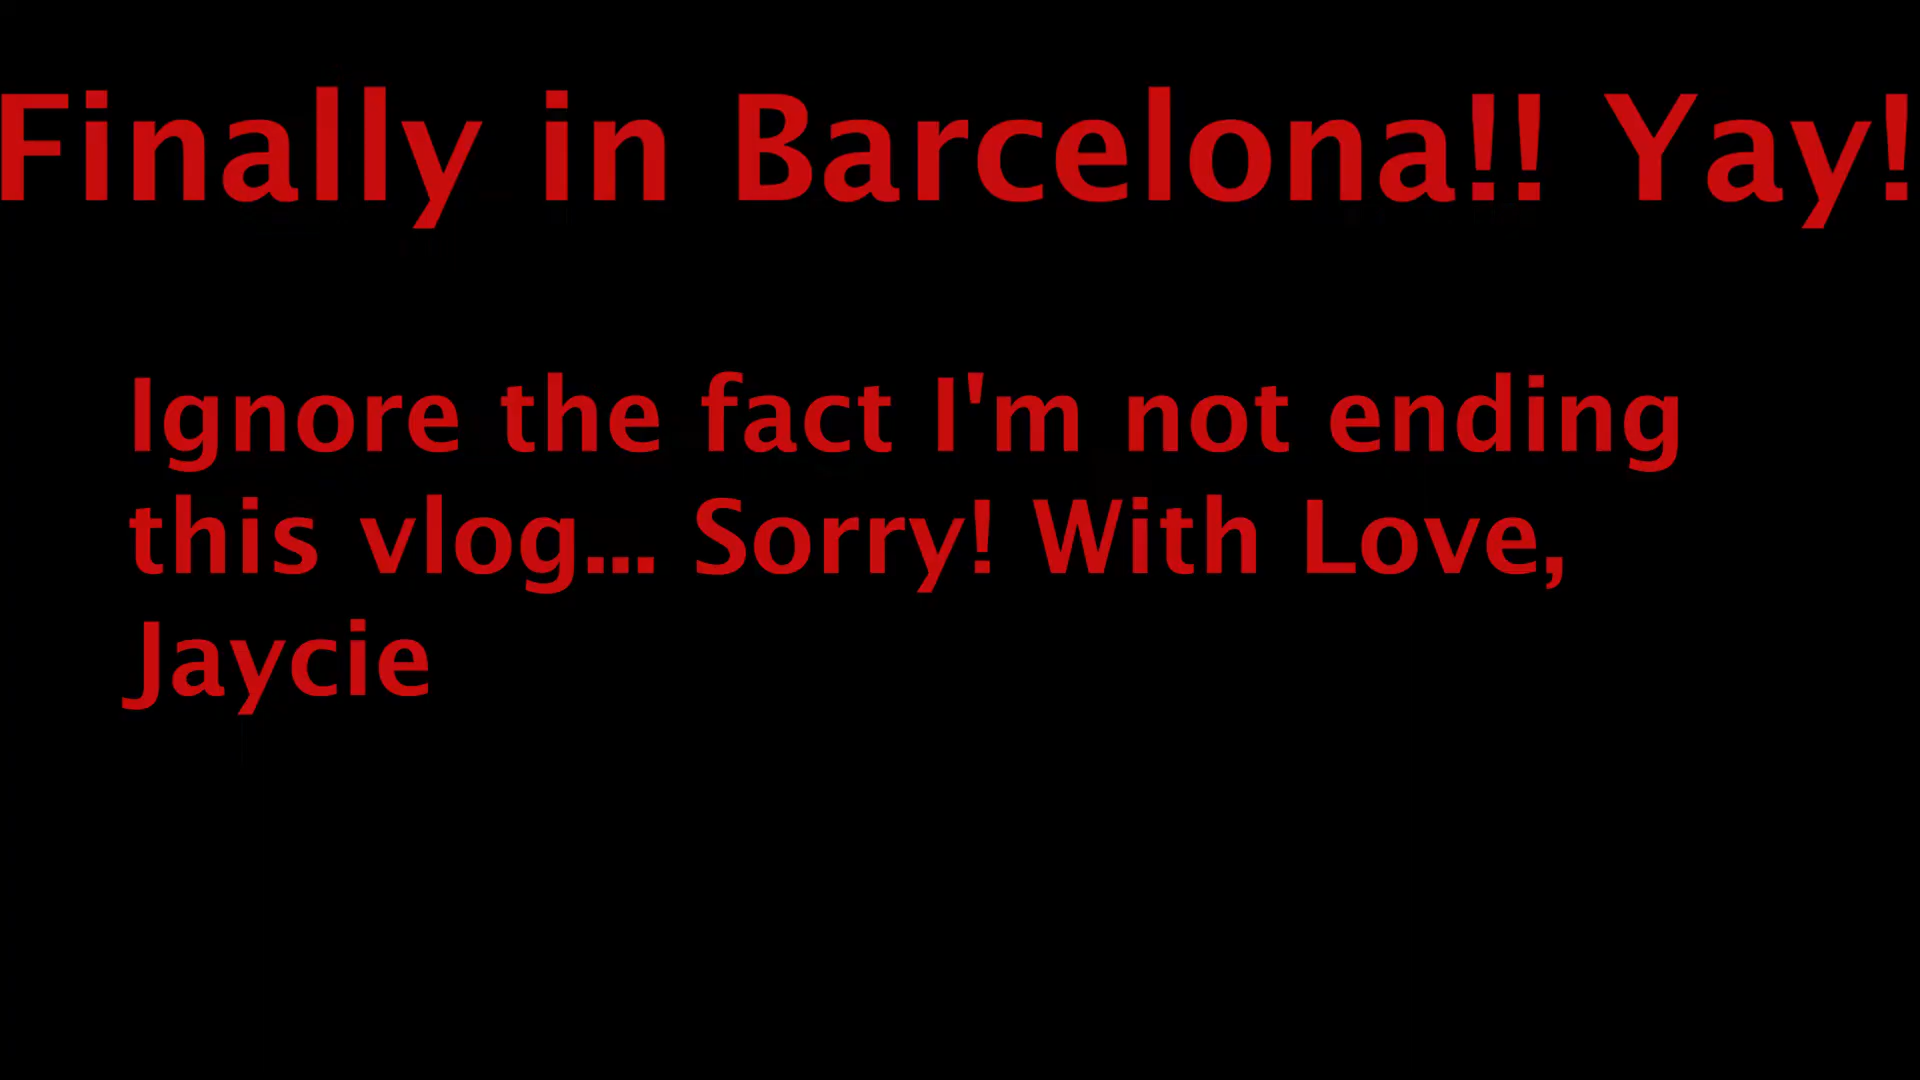 Finally in Barcelona!! Yay!
Ignore the fact I'm not ending
this vlog... Sorry! With Love,
Jaycie